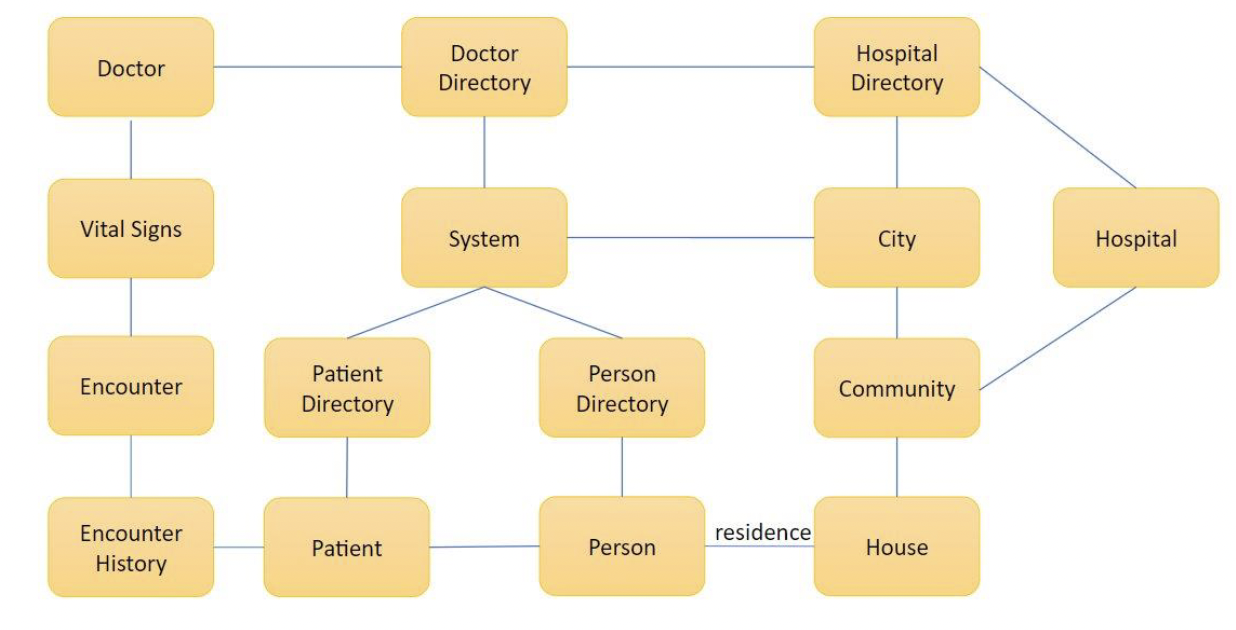 Doctor
Doctor
Directory
Hospital
Directory
Vital Signs
System
City
Hospital
Encounter
Patient
Directory
Person
Directory
Community
Encounter
History
Patient
Person
residence
House